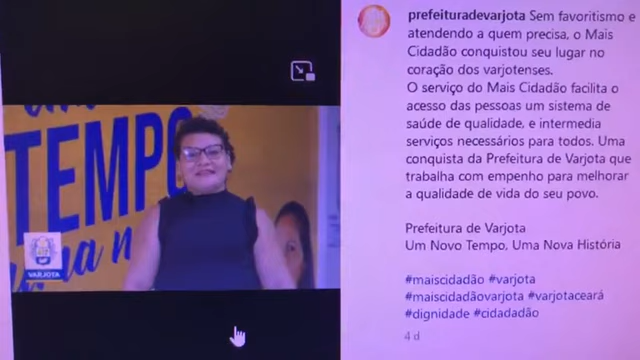 TEMPO
VARJOTA
prefeituradevarjota Sem favoritismo e
atendendo a quem precisa, o Mais
Cidadão conquistou seu lugar no
coração dos varjotenses.
O serviço do Mais Cidadão facilita o
acesso das pessoas um sistema de
saúde de qualidade, e intermedia
serviços necessários para todos. Uma
conquista da Prefeitura de Varjota que
trabalha com empenho para melhorar
a qualidade de vida do seu povo.
Prefeitura de Varjota
Um Novo Tempo, Uma Nova História
#maiscidadão #varjota
#maiscidadãovarjota #varjotaceará
#dignidade #cidadadão
4 d